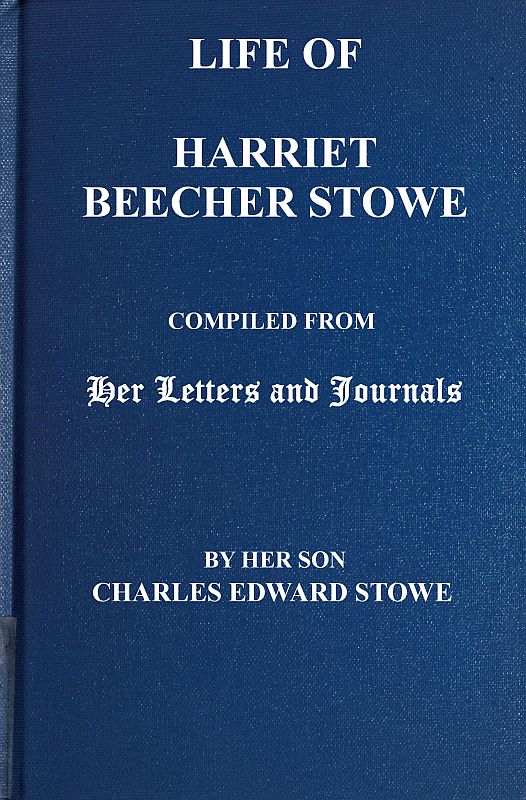 LIFE OF
HARRIET
BEECHER STOWE
COMPILED FROM
Her Letters and Journals
BY HER SON
CHARLES EDWARD STOWE